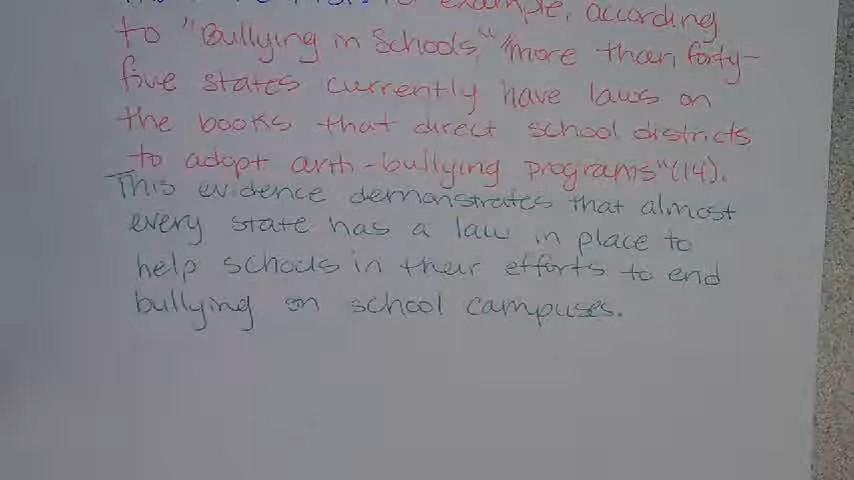 example, according
to "Bullying in Schools," "more than forty-
five states currently have laws on
the books that direct school districts
to adopt anti-bullying programs" (14).
This evidence demonstrates that almost
every state has a law in place to
help schools in their efforts to end
bullying on school campuses.